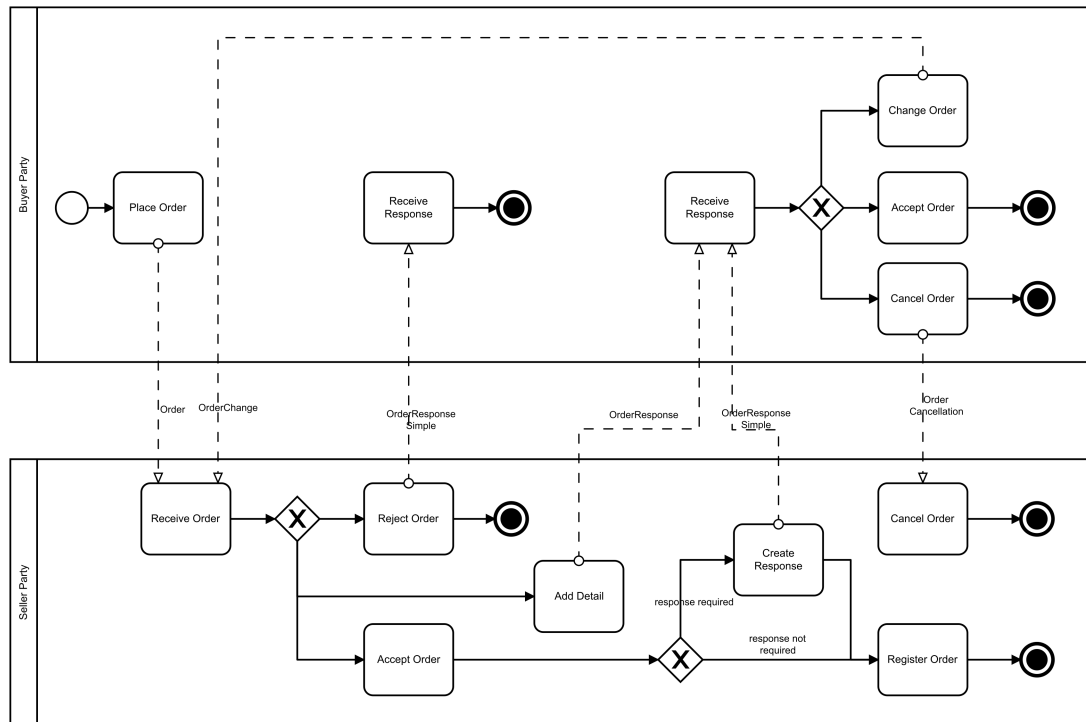 Buyer Party
Change Order
Place Order
Receive
Response
Receive
Response
Accept Order
Cancel Order
Order
OrderChange
OrderResponse
Simple
OrderResponse
OrderResponse
Simple
Order
Cancellation
Seller Party
Receive Order
Reject Order
Cancel Order
Create
Response
Add Detail
response required
response not
required
Accept Order
Register Order